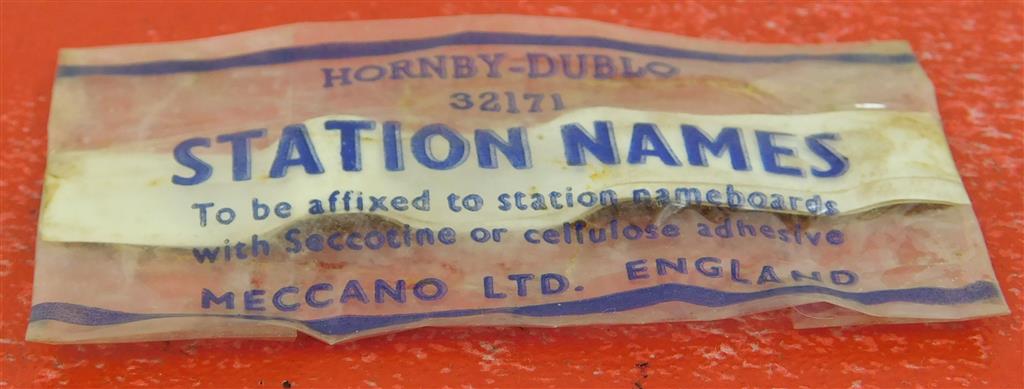 HORNBY-DUBLO
32171
STATION NAMES
To be affixed to station nameboards
with Seccotine or cellulose adhesive
MECCANO LTD. ENGLAND